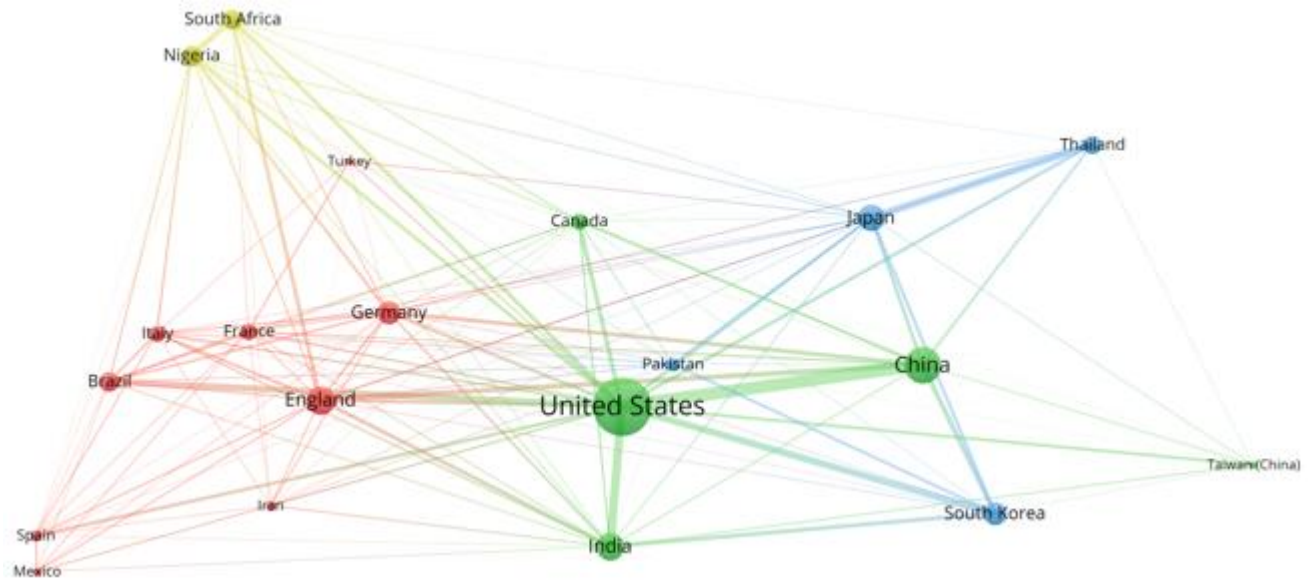 South Africa
Nigeria
Thailand
Turkey
Japan
Canada
Germany
Italy
France
Pakistan
China
Brazil
England
United States
Taiwan (China)
Iran
South Korea
Spain
India
Mexico